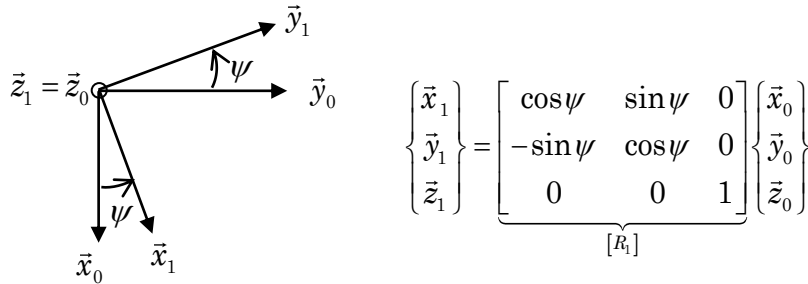 y⃗₁
ψ
z⃗₁ = z⃗₀
y⃗₀
ψ
x⃗₀
x⃗₁
{x⃗₁} = [cosψ sinψ 0] {x⃗₀}
{y⃗₁} = [−sinψ cosψ 0] {y⃗₀}
{z⃗₁} = [0 0 1] {z⃗₀}
[R₁]